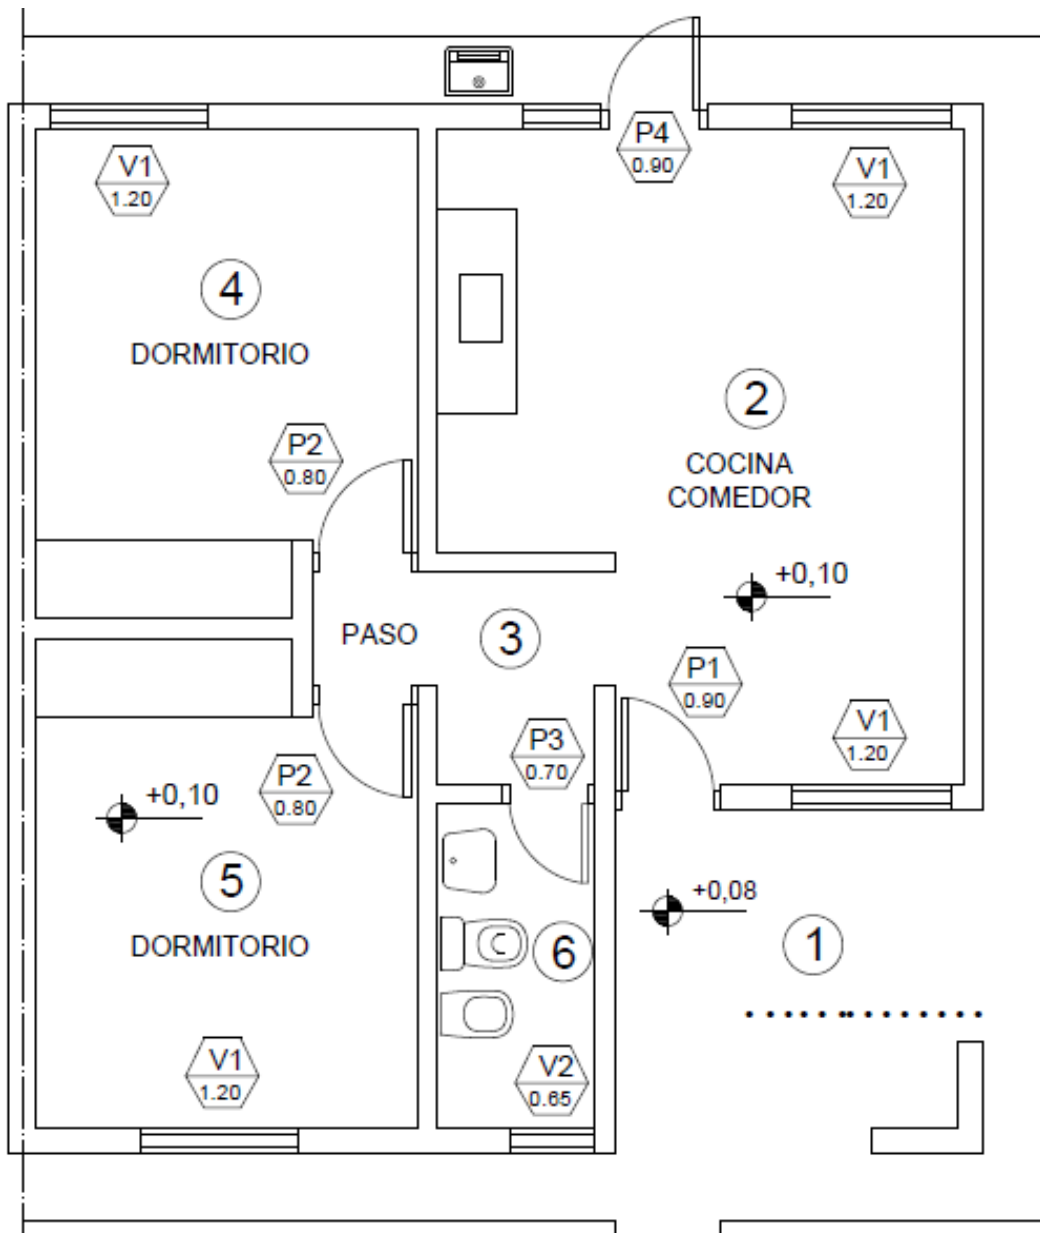 P4
0.90
V1
1.20
V1
1.20
4
DORMITORIO
2
COCINA
COMEDOR
P2
0.80
+0,10
PASO
3
P1
0.90
V1
1.20
P3
0.70
P2
0.80
+0,10
5
DORMITORIO
+0,08
1
6
V1
1.20
V2
0.65